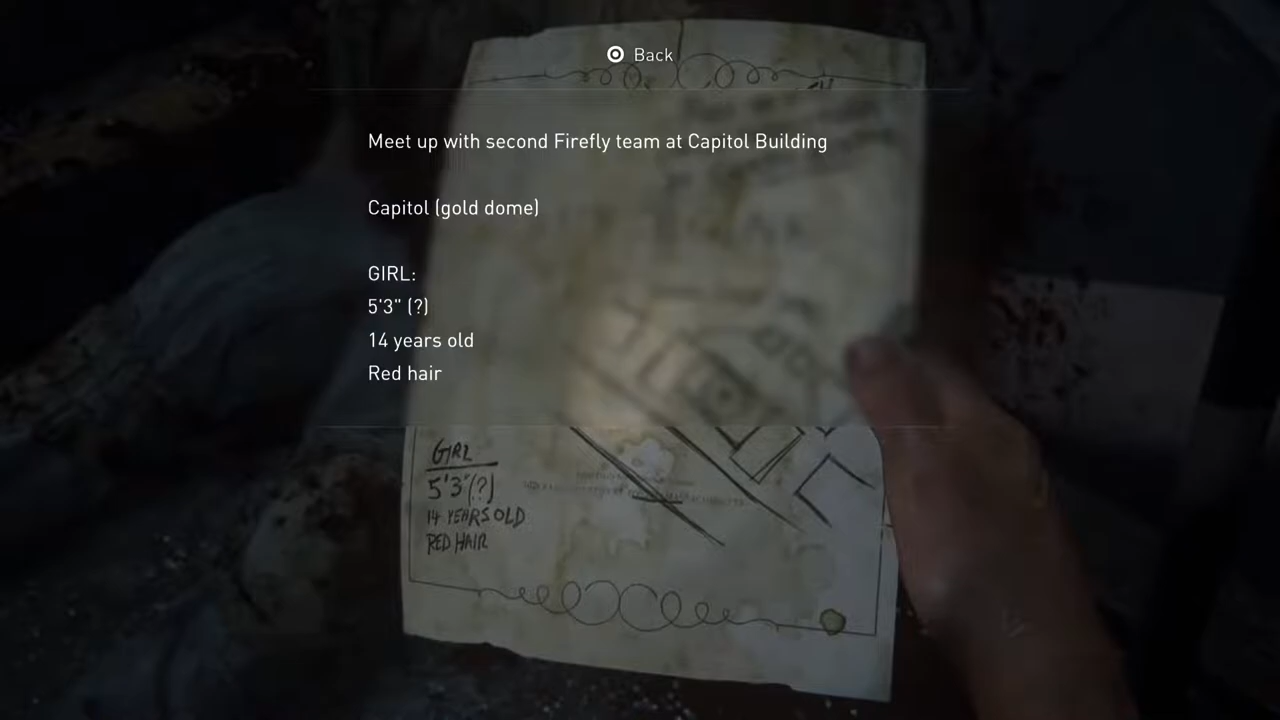 Back
Meet up with second Firefly team at Capitol Building
Capitol (gold dome)
GIRL:
5'3" (?)
14 years old
Red hair
GIRL
5'3"(?)
14 YEARS OLD
RED HAIR